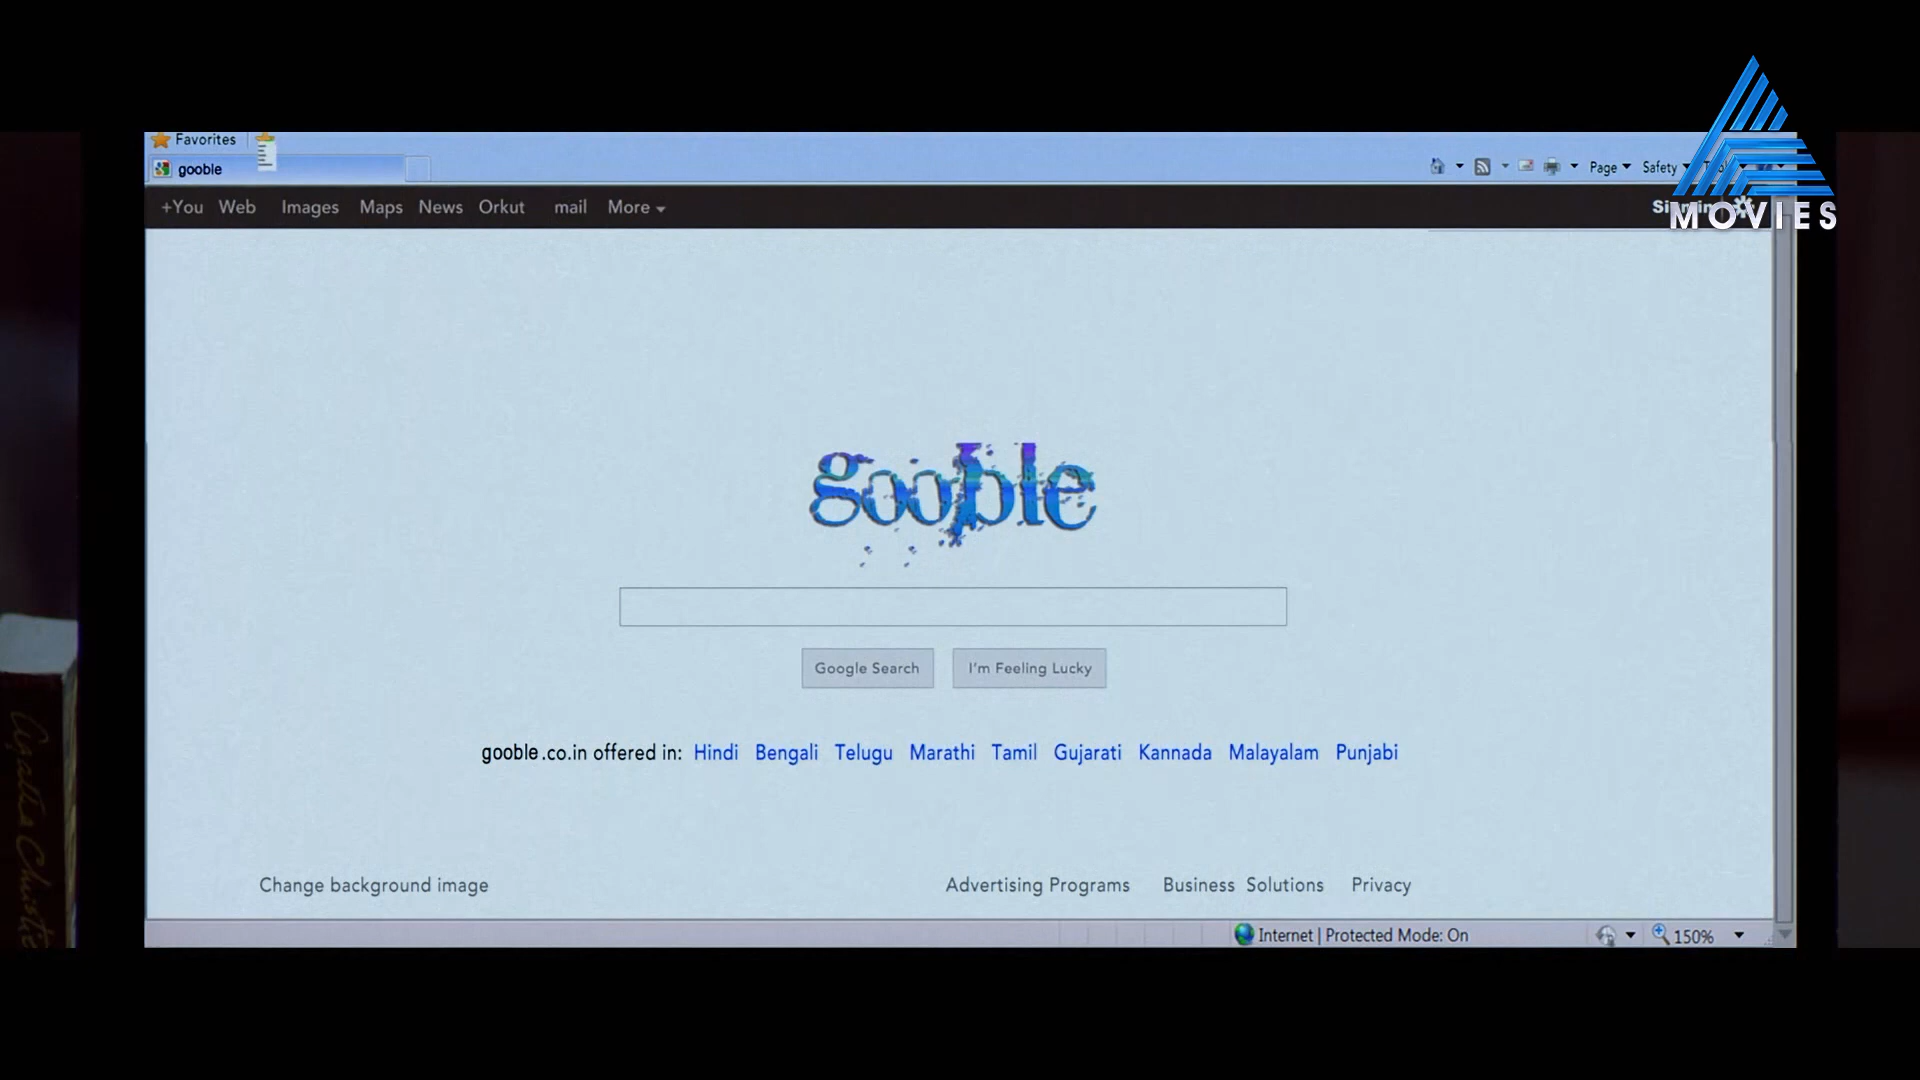 Favorites
gooble
Page Safety
+You Web Images Maps News Orkut mail More
MOVIES
gooble
Google Search I'm Feeling Lucky
gooble.co.in offered in: Hindi Bengali Telugu Marathi Tamil Gujarati Kannada Malayalam Punjabi
Change background image Advertising Programs Business Solutions Privacy
Internet | Protected Mode: On 150%
Agatha Christie